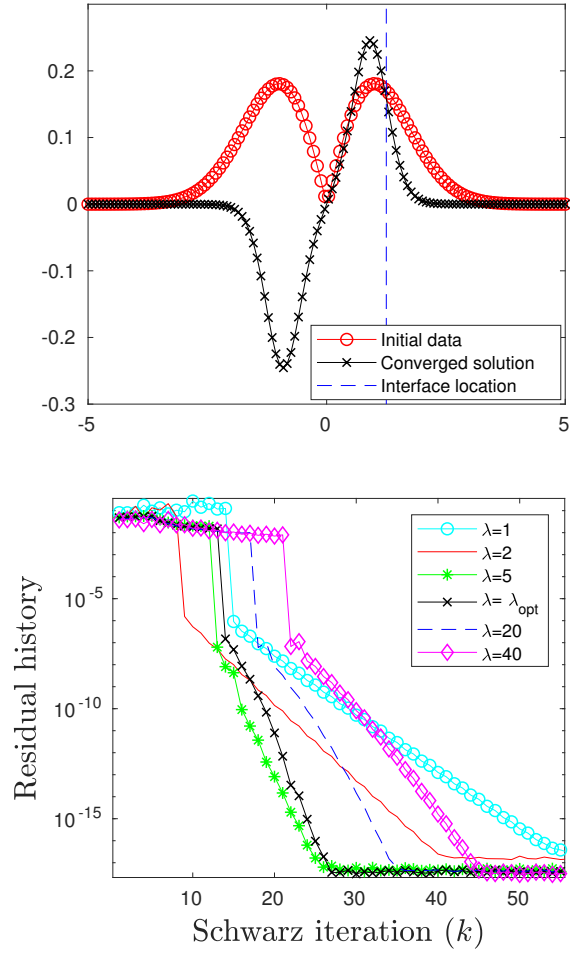 0.2
0.1
0
-0.1
-0.2
-0.3
-5
0
5
Initial data
Converged solution
Interface location
Residual history
10^-5
10^-10
10^-15
10
20
30
40
50
λ=1
λ=2
λ=5
λ= λ_opt
λ=20
λ=40
Schwarz iteration (k)